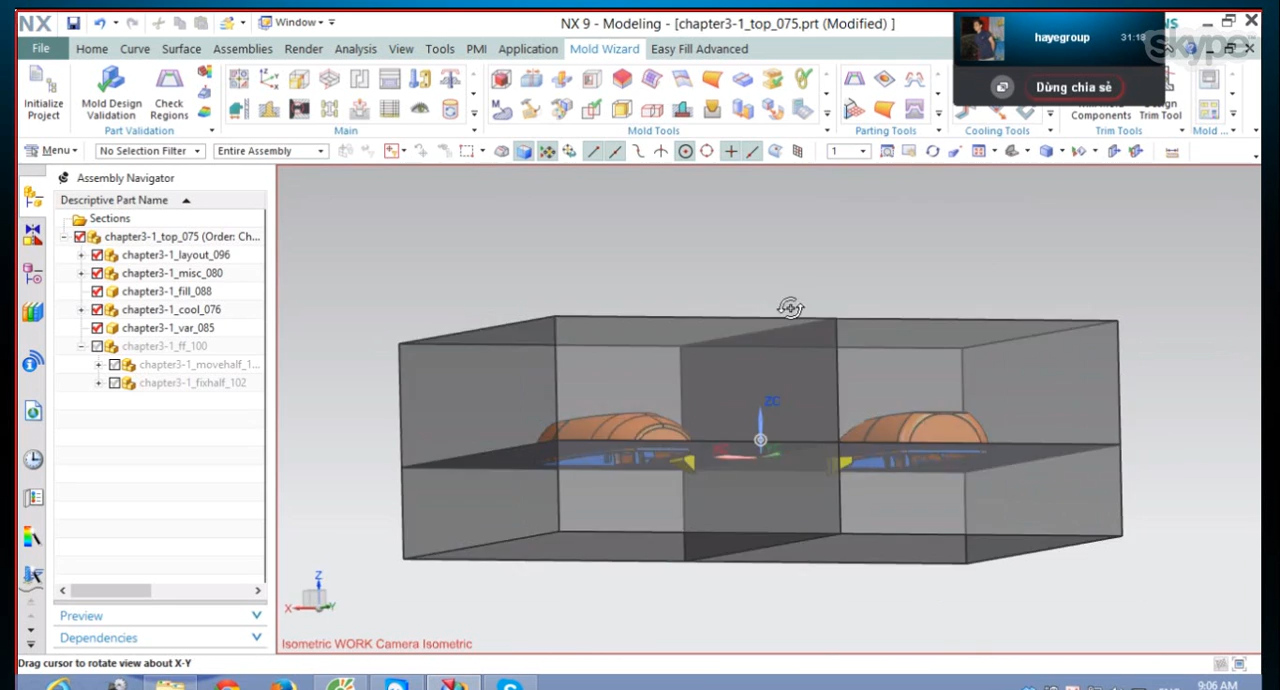 NX
Window
NX 9 - Modeling - [chapter3-1_top_075.prt (Modified) ]
File
Home
Curve
Surface
Assemblies
Render
Analysis
View
Tools
PMI
Application
Mold Wizard
Easy Fill Advanced
hayegroup
31:18
skype
Dừng chia sẻ
Initialize
Project
Mold Design
Validation
Check
Regions
Components
Trim Tool
Part Validation
Main
Mold Tools
Parting Tools
Cooling Tools
Trim Tools
Mold ...
Menu
No Selection Filter
Entire Assembly
1
Assembly Navigator
Descriptive Part Name
Sections
chapter3-1_top_075 (Order: Ch...
chapter3-1_layout_096
chapter3-1_misc_080
chapter3-1_fill_088
chapter3-1_cool_076
chapter3-1_var_085
chapter3-1_ff_100
chapter3-1_movehalf_1...
chapter3-1_fixhalf_102
Preview
Dependencies
ZC
Z
X
Y
Isometric WORK Camera Isometric
Drag cursor to rotate view about X-Y
9:06 AM